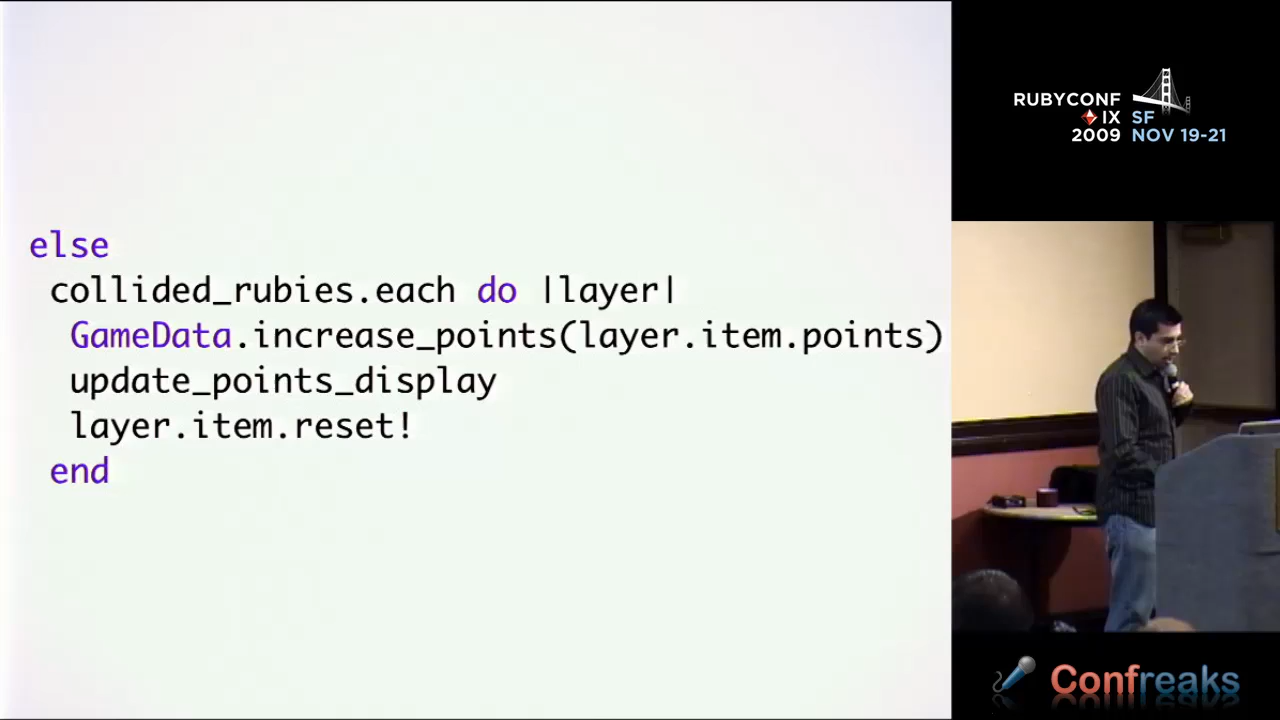 else
collided_rubies.each do |layer|
GameData.increase_points(layer.item.points)
update_points_display
layer.item.reset!
end
RUBYCONF
IX
2009
SF
NOV 19-21
Confreaks